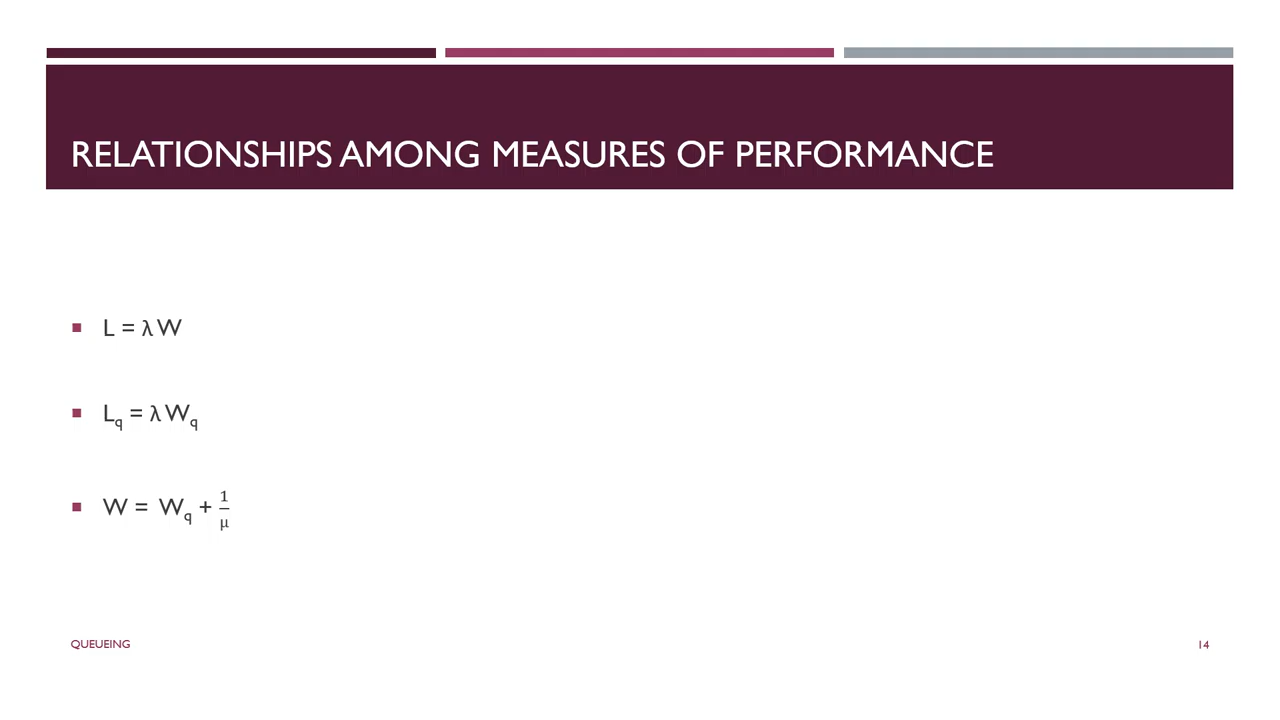 RELATIONSHIPS AMONG MEASURES OF PERFORMANCE
▪ L = λ W
▪ L_q = λ W_q
▪ W = W_q + 1/μ
QUEUEING
14